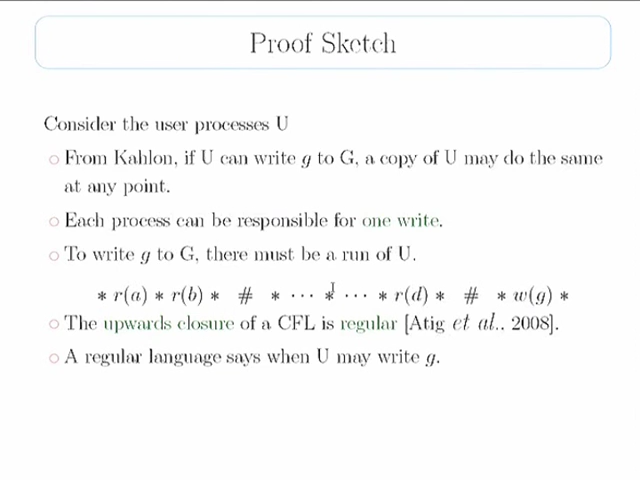 Proof Sketch
Consider the user processes U
○ From Kahlon, if U can write g to G, a copy of U may do the same
at any point.
○ Each process can be responsible for one write.
○ To write g to G, there must be a run of U.
* r(a) * r(b) * # * ··· * ··· * r(d) * # * w(g) *
○ The upwards closure of a CFL is regular [Atig et al.. 2008].
○ A regular language says when U may write g.